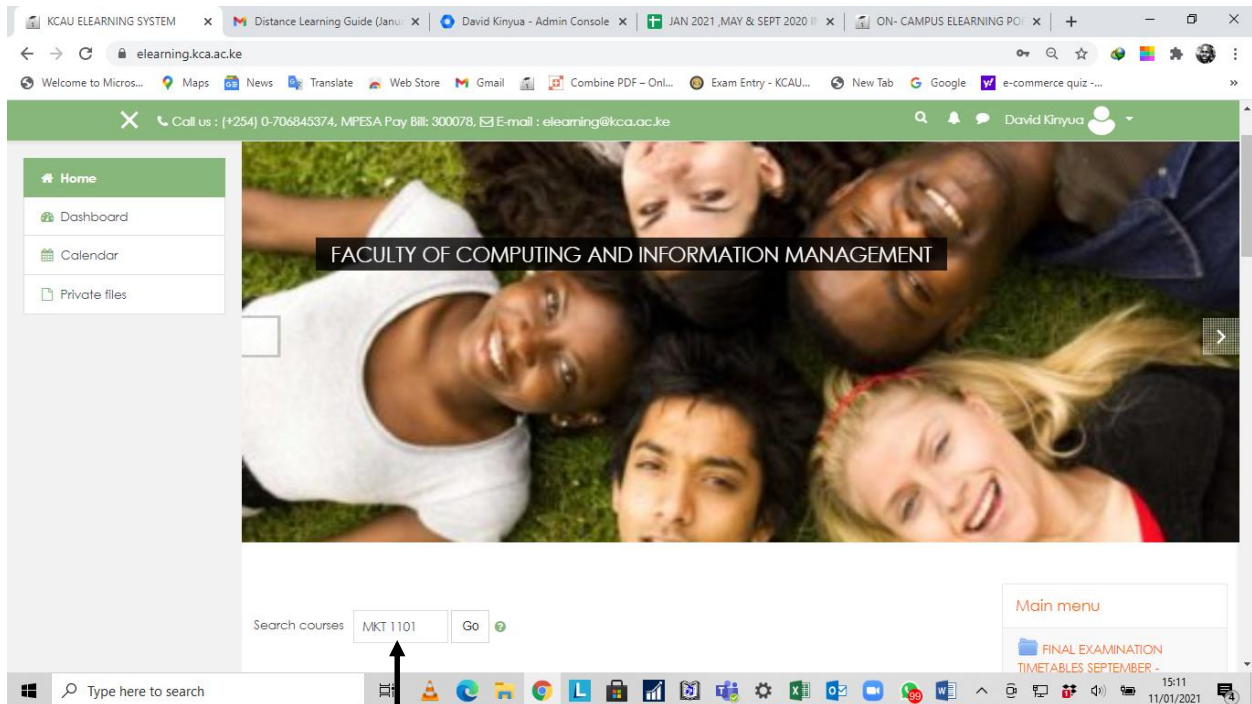 KCAU ELEARNING SYSTEM
Distance Learning Guide (Janu
David Kinyua - Admin Console
JAN 2021 ,MAY & SEPT 2020
ON- CAMPUS ELEARNING PO
elearning.kca.ac.ke
Welcome to Micros... Maps News Translate Web Store Gmail Combine PDF – Onl... Exam Entry - KCAU... New Tab Google e-commerce quiz -... »
Call us : (+254) 0-706845374, MPESA Pay Bill: 300078, E-mail : elearning@kca.ac.ke
David Kinyua
Home
Dashboard
Calendar
Private files
FACULTY OF COMPUTING AND INFORMATION MANAGEMENT
Search courses MKT 1101 Go
Main menu
FINAL EXAMINATION
TIMETABLES SEPTEMBER -
Type here to search
99
15:11
11/01/2021
4